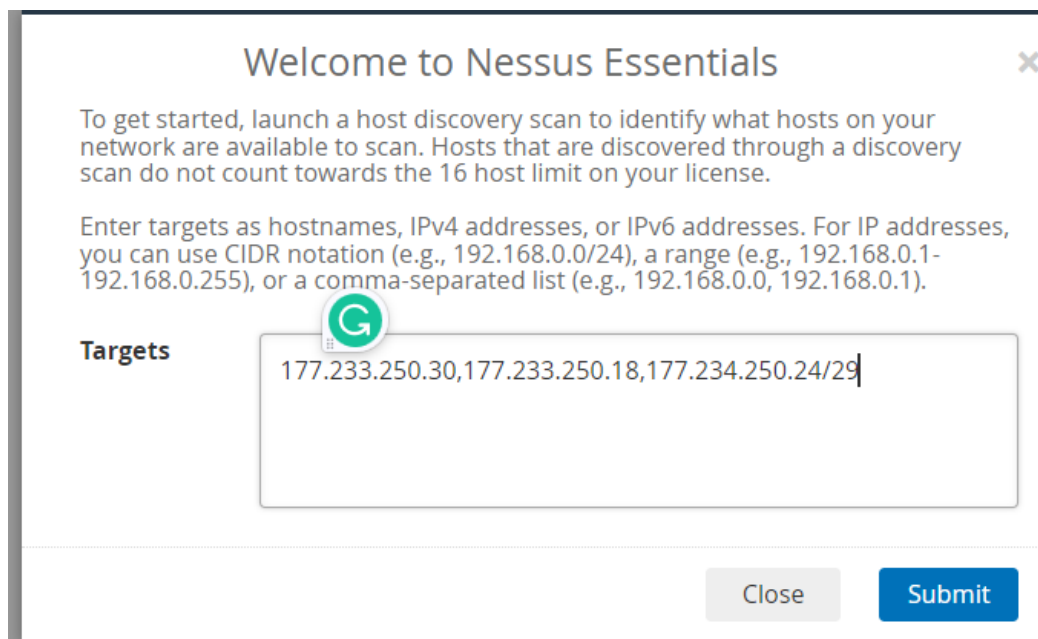 Welcome to Nessus Essentials
To get started, launch a host discovery scan to identify what hosts on your
network are available to scan. Hosts that are discovered through a discovery
scan do not count towards the 16 host limit on your license.
Enter targets as hostnames, IPv4 addresses, or IPv6 addresses. For IP addresses,
you can use CIDR notation (e.g., 192.168.0.0/24), a range (e.g., 192.168.0.1-
192.168.0.255), or a comma-separated list (e.g., 192.168.0.0, 192.168.0.1).
Targets
177.233.250.30,177.233.250.18,177.234.250.24/29
Close
Submit